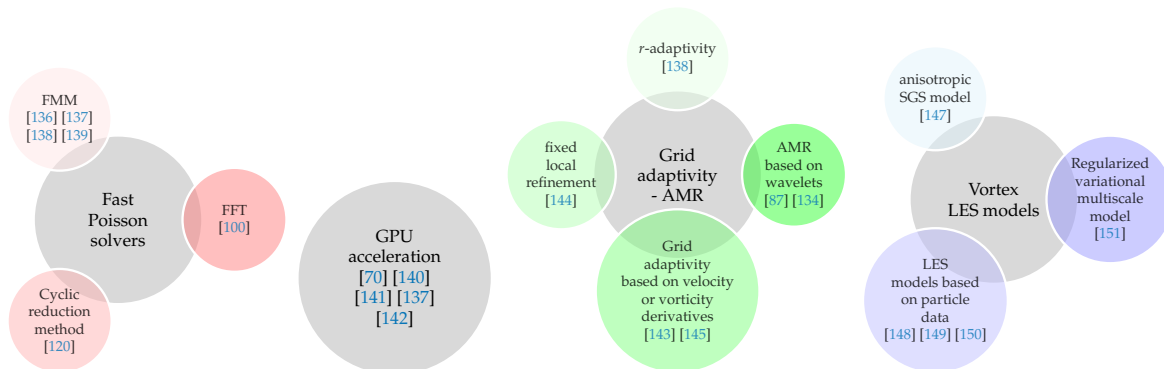 FMM
[136] [137]
[138] [139]
Fast
Poisson
solvers
FFT
[100]
Cyclic
reduction
method
[120]
GPU
acceleration
[70] [140]
[141] [137]
[142]
r-adaptivity
[138]
fixed
local
refinement
[144]
Grid
adaptivity
- AMR
AMR
based on
wavelets
[87] [134]
Grid
adaptivity
based on velocity
or vorticity
derivatives
[143] [145]
anisotropic
SGS model
[147]
Vortex
LES models
Regularized
variational
multiscale
model
[151]
LES
models based
on particle
data
[148] [149] [150]